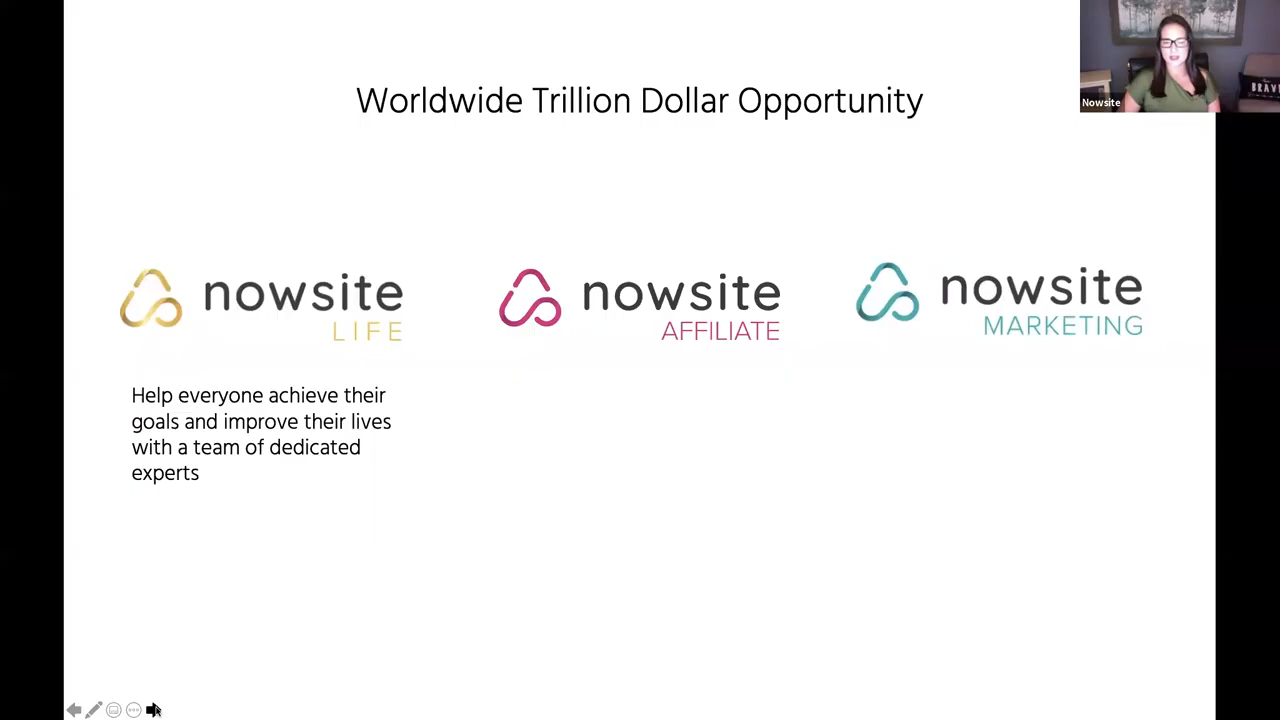 Worldwide Trillion Dollar Opportunity
Nowsite
BRAVE
nowsite
LIFE
nowsite
AFFILIATE
nowsite
MARKETING
Help everyone achieve their
goals and improve their lives
with a team of dedicated
experts